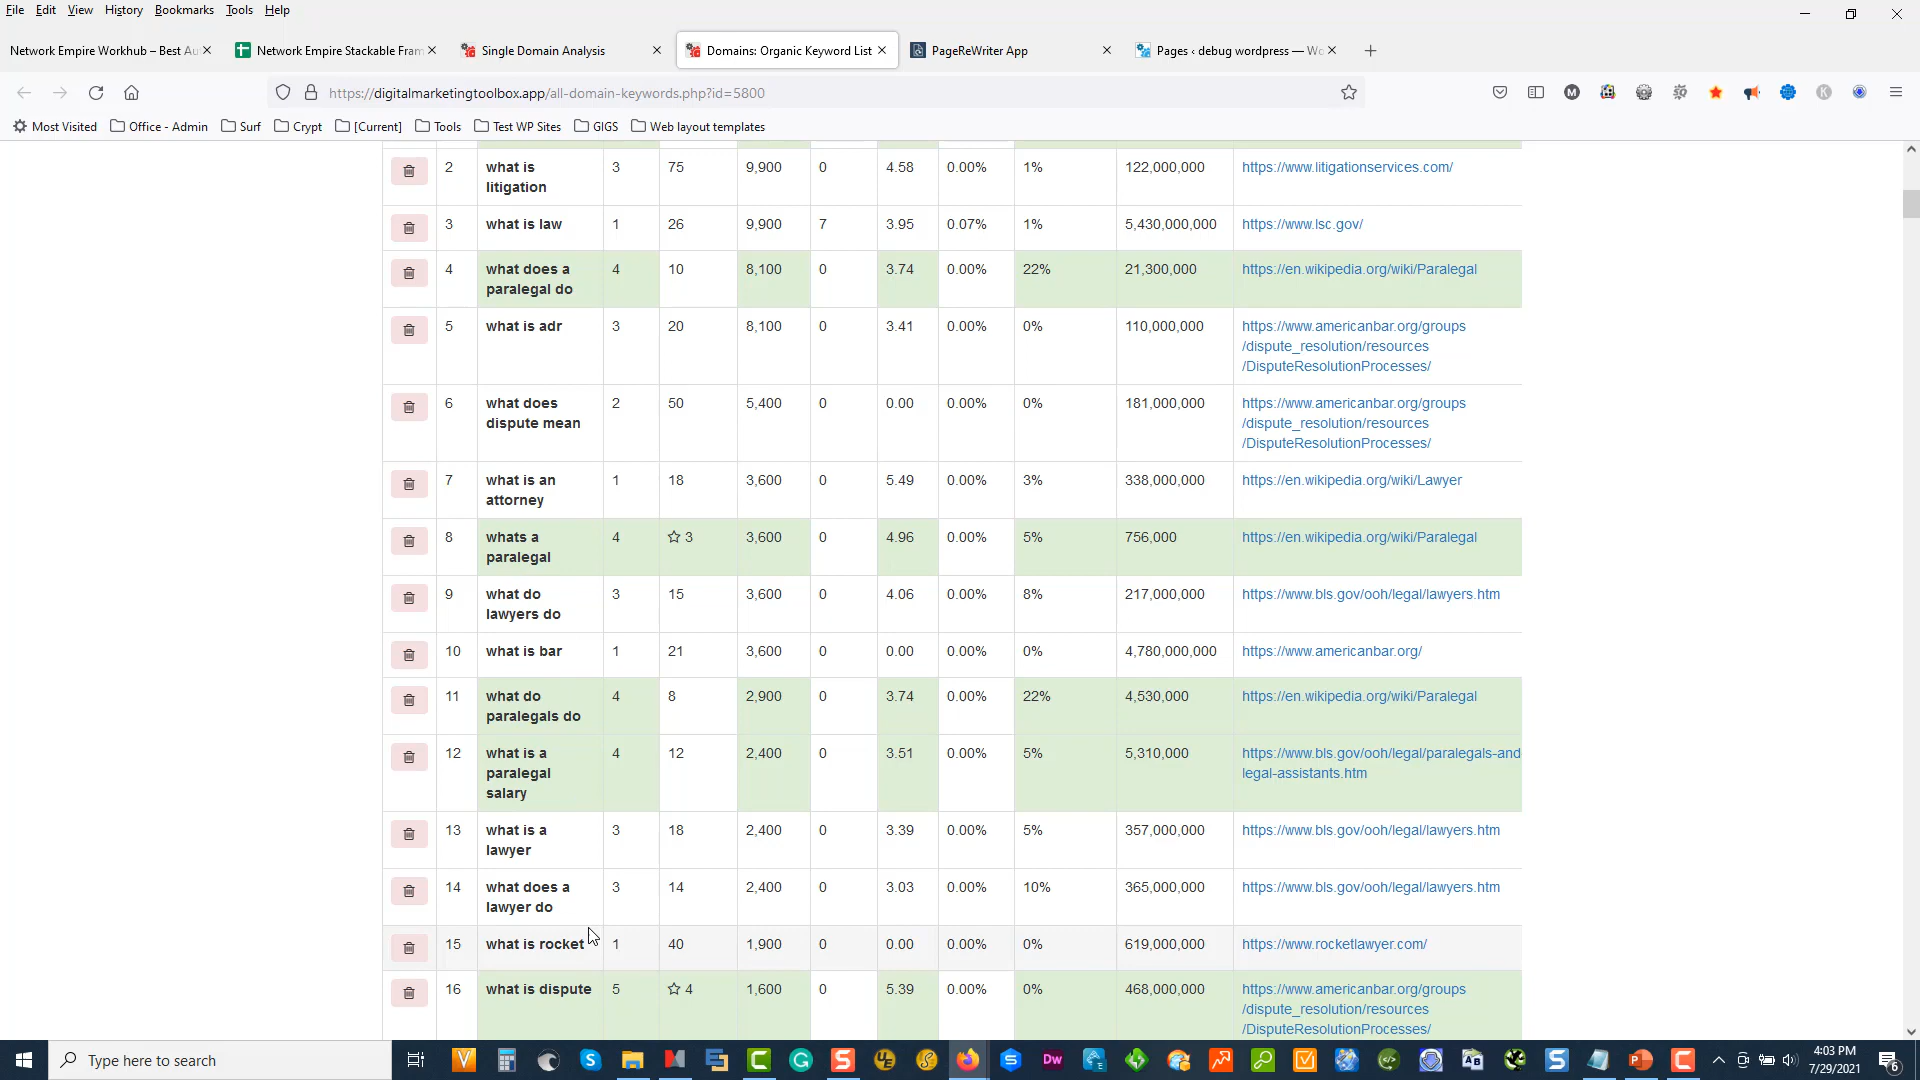 File Edit View History Bookmarks Tools Help
Network Empire Workhub – Best Au
Network Empire Stackable Fram
Single Domain Analysis
Domains: Organic Keyword List
PageReWriter App
Pages ‹ debug wordpress — Wo
https://digitalmarketingtoolbox.app/all-domain-keywords.php?id=5800
Most Visited Office - Admin Surf Crypt [Current] Tools Test WP Sites GIGS Web layout templates
2 what is 3 75 9,900 0 4.58 0.00% 1% 122,000,000 https://www.litigationservices.com/
litigation
3 what is law 1 26 9,900 7 3.95 0.07% 1% 5,430,000,000 https://www.lsc.gov/
4 what does a 4 10 8,100 0 3.74 0.00% 22% 21,300,000 https://en.wikipedia.org/wiki/Paralegal
paralegal do
5 what is adr 3 20 8,100 0 3.41 0.00% 0% 110,000,000 https://www.americanbar.org/groups
/dispute_resolution/resources
/DisputeResolutionProcesses/
6 what does 2 50 5,400 0 0.00 0.00% 0% 181,000,000 https://www.americanbar.org/groups
dispute mean /dispute_resolution/resources
/DisputeResolutionProcesses/
7 what is an 1 18 3,600 0 5.49 0.00% 3% 338,000,000 https://en.wikipedia.org/wiki/Lawyer
attorney
8 whats a 4 ☆ 3 3,600 0 4.96 0.00% 5% 756,000 https://en.wikipedia.org/wiki/Paralegal
paralegal
9 what do 3 15 3,600 0 4.06 0.00% 8% 217,000,000 https://www.bls.gov/ooh/legal/lawyers.htm
lawyers do
10 what is bar 1 21 3,600 0 0.00 0.00% 0% 4,780,000,000 https://www.americanbar.org/
11 what do 4 8 2,900 0 3.74 0.00% 22% 4,530,000 https://en.wikipedia.org/wiki/Paralegal
paralegals do
12 what is a 4 12 2,400 0 3.51 0.00% 5% 5,310,000 https://www.bls.gov/ooh/legal/paralegals-and
paralegal legal-assistants.htm
salary
13 what is a 3 18 2,400 0 3.39 0.00% 5% 357,000,000 https://www.bls.gov/ooh/legal/lawyers.htm
lawyer
14 what does a 3 14 2,400 0 3.03 0.00% 10% 365,000,000 https://www.bls.gov/ooh/legal/lawyers.htm
lawyer do
15 what is rocket 1 40 1,900 0 0.00 0.00% 0% 619,000,000 https://www.rocketlawyer.com/
16 what is dispute 5 ☆ 4 1,600 0 5.39 0.00% 0% 468,000,000 https://www.americanbar.org/groups
/dispute_resolution/resources
/DisputeResolutionProcesses/
Type here to search
4:03 PM
7/29/2021
6